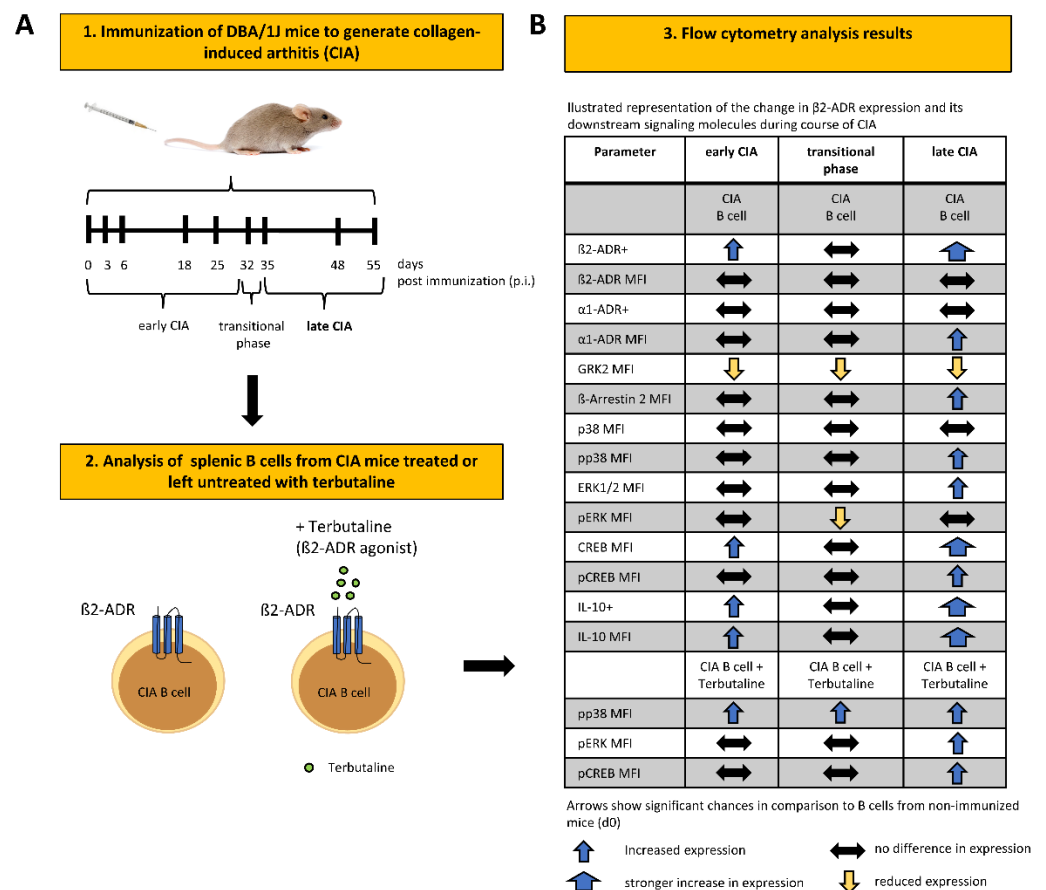 A
1. Immunization of DBA/1J mice to generate collagen-
induced arthitis (CIA)
0 3 6 18 25 32 35 48 55 days
post immunization (p.i.)
early CIA transitional late CIA
phase
2. Analysis of splenic B cells from CIA mice treated or
left untreated with terbutaline
+ Terbutaline
(ß2-ADR agonist)
ß2-ADR ß2-ADR
CIA B cell CIA B cell
Terbutaline
B
3. Flow cytometry analysis results
Ilustrated representation of the change in β2-ADR expression and its
downstream signaling molecules during course of CIA
Parameter early CIA transitional late CIA
phase
CIA CIA CIA
B cell B cell B cell
ß2-ADR+
ß2-ADR MFI
α1-ADR+
α1-ADR MFI
GRK2 MFI
ß-Arrestin 2 MFI
p38 MFI
pp38 MFI
ERK1/2 MFI
pERK MFI
CREB MFI
pCREB MFI
IL-10+
IL-10 MFI
CIA B cell + CIA B cell + CIA B cell +
Terbutaline Terbutaline Terbutaline
pp38 MFI
pERK MFI
pCREB MFI
Arrows show significant chances in comparison to B cells from non-immunized
mice (d0)
Increased expression no difference in expression
stronger increase in expression reduced expression